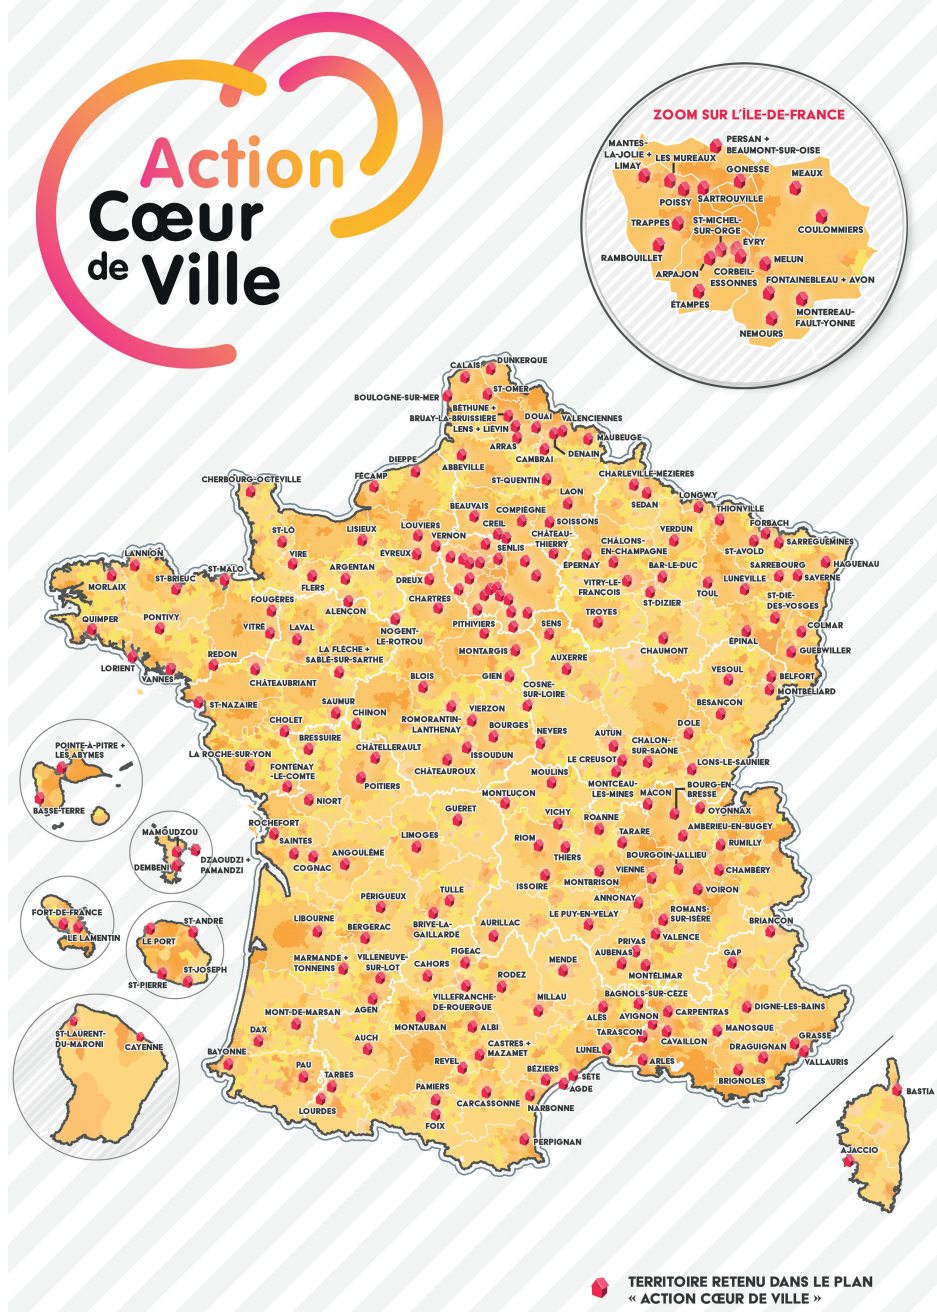 Action
Cœur
de Ville
ZOOM SUR L'ÎLE-DE-FRANCE
MANTES-
LA-JOLIE +
LIMAY
LES MUREAUX
PERSAN +
BEAUMONT-SUR-OISE
GONESSE
MEAUX
POISSY
SARTROUVILLE
TRAPPES
ST-MICHEL-
SUR-ORGE
COULOMMIERS
RAMBOUILLET
ÉVRY
ARPAJON
CORBEIL-
ESSONNES
MELUN
FONTAINEBLEAU + AVON
ÉTAMPES
MONTEREAU-
FAULT-YONNE
NEMOURS
CALAIS
DUNKERQUE
BOULOGNE-SUR-MER
ST-OMER
BÉTHUNE +
BRUAY-LA-BRUISSIÈRE
LENS + LIÉVIN
DOUAI
VALENCIENNES
MAUBEUGE
ARRAS
CAMBRAI
DENAIN
DIEPPE
ABBEVILLE
CHERBOURG-OCTEVILLE
FÉCAMP
ST-QUENTIN
CHARLEVILLE-MÉZIÈRES
LAON
SEDAN
LONGWY
THIONVILLE
BEAUVAIS
COMPIÈGNE
SOISSONS
FORBACH
ST-LÔ
LISIEUX
LOUVIERS
VERNON
CREIL
SENLIS
CHÂTEAU-
THIERRY
CHÂLONS-
EN-CHAMPAGNE
VERDUN
SARREGUEMINES
ST-AVOLD
LANNION
VIRE
ÉVREUX
ÉPERNAY
BAR-LE-DUC
SARREBOURG
HAGUENAU
ST-MALO
ARGENTAN
MORLAIX
ST-BRIEUC
FLERS
DREUX
VITRY-LE-
FRANÇOIS
ST-DIZIER
TOUL
LUNEVILLE
SAVERNE
FOUGÈRES
ALENÇON
CHARTRES
TROYES
ST-DIÉ-
DES-VOSGES
QUIMPER
PONTIVY
VITRÉ
LAVAL
NOGENT-
LE-ROTROU
PITHIVIERS
SENS
COLMAR
ÉPINAL
LA FLÈCHE +
SABLÉ-SUR-SARTHE
MONTARGIS
CHAUMONT
GUEBWILLER
LORIENT
REDON
AUXERRE
VANNES
CHÂTEAUBRIANT
BLOIS
GIEN
VESOUL
BELFORT
COSNE-
SUR-LOIRE
MONTBÉLIARD
ST-NAZAIRE
SAUMUR
CHINON
VIERZON
BESANÇON
CHOLET
ROMORANTIN-
LANTHENAY
BOURGES
DOLE
BRESSUIRE
NEVERS
AUTUN
CHALON-
SUR-SAÔNE
POINTE-À-PITRE +
LES ABYMES
LA ROCHE-SUR-YON
CHÂTELLERAULT
ISSOUDUN
LE CREUSOT
LONS-LE-SAUNIER
FONTENAY
-LE-COMTE
CHÂTEAUROUX
MOULINS
MONTCEAU-
LES-MINES
MÂCON
BOURG-EN-
BRESSE
POITIERS
BASSE-TERRE
NIORT
MONTLUÇON
OYONNAX
GUÉRET
VICHY
ROCHEFORT
ROANNE
AMBÉRIEU-EN-BUGEY
MAMOUDZOU
SAINTES
LIMOGES
RIOM
TARARE
RUMILLY
DZAOUDZI +
PAMANDZI
DEMBENI
COGNAC
ANGOULÊME
THIERS
BOURGOIN-JALLIEU
VIENNE
CHAMBÉRY
ISSOIRE
MONTBRISON
VOIRON
TULLE
PÉRIGUEUX
ANNONAY
FORT-DE-FRANCE
ST-ANDRÉ
LIBOURNE
BRIVE-LA-
GAILLARDE
AURILLAC
LE PUY-EN-VELAY
ROMANS-
SUR-ISÈRE
BRIANÇON
LE LAMENTIN
LE PORT
BERGERAC
VALENCE
PRIVAS
FIGEAC
AUBENAS
GAP
MARMANDE +
TONNEINS
VILLENEUVE-
SUR-LOT
CAHORS
MENDE
ST-JOSEPH
RODEZ
MONTÉLIMAR
ST-PIERRE
VILLEFRANCHE-
DE-ROUERGUE
MILLAU
BAGNOLS-SUR-CÈZE
DIGNE-LES-BAINS
MONT-DE-MARSAN
AGEN
ALÈS
AVIGNON
CARPENTRAS
ST-LAURENT-
DU-MARONI
DAX
MONTAUBAN
ALBI
TARASCON
CAVAILLON
MANOSQUE
GRASSE
CAYENNE
AUCH
CASTRES +
MAZAMET
LUNEL
DRAGUIGNAN
BAYONNE
REVEL
BÉZIERS
ARLES
VALLAURIS
PAU
TARBES
SÈTE
BRIGNOLES
PAMIERS
AGDE
BASTIA
LOURDES
CARCASSONNE
NARBONNE
FOIX
PERPIGNAN
AJACCIO
TERRITOIRE RETENU DANS LE PLAN
« ACTION CŒUR DE VILLE »